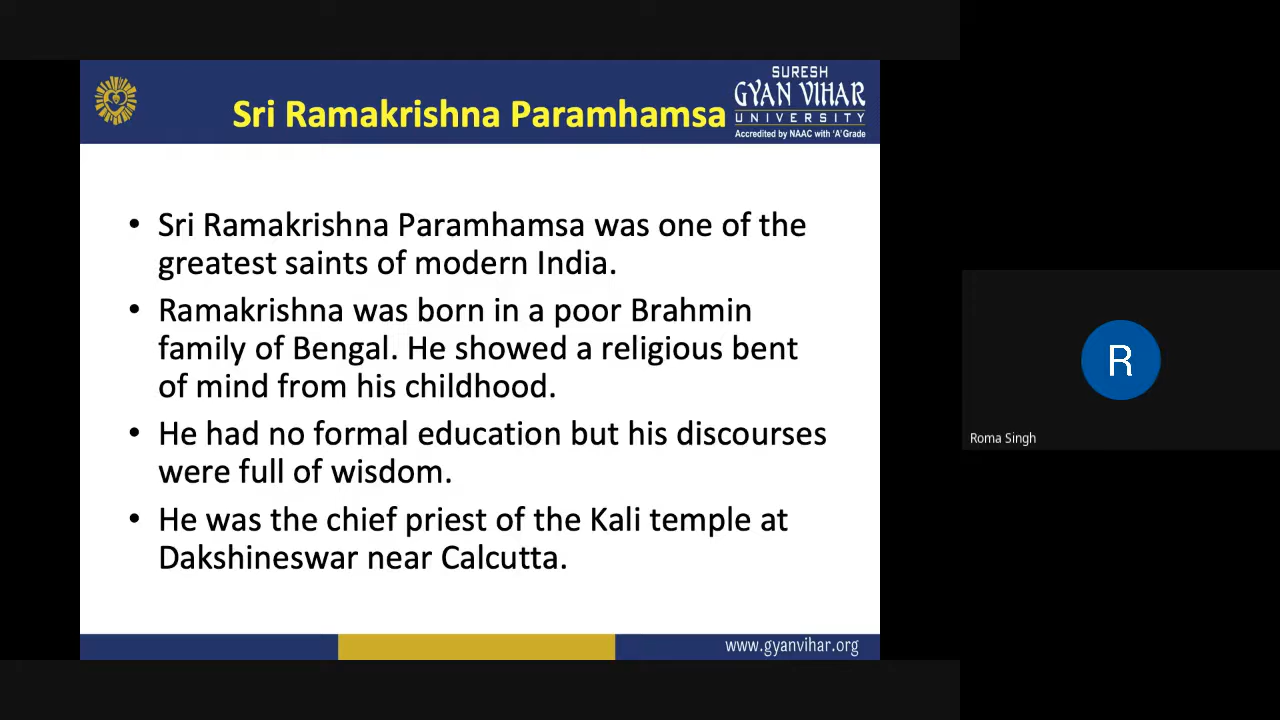 Sri Ramakrishna Paramhamsa
SURESH
GYAN VIHAR
UNIVERSITY
Accredited by NAAC with 'A' Grade
• Sri Ramakrishna Paramhamsa was one of the
greatest saints of modern India.
• Ramakrishna was born in a poor Brahmin
family of Bengal. He showed a religious bent
of mind from his childhood.
• He had no formal education but his discourses
were full of wisdom.
• He was the chief priest of the Kali temple at
Dakshineswar near Calcutta.
www.gyanvihar.org
R
Roma Singh